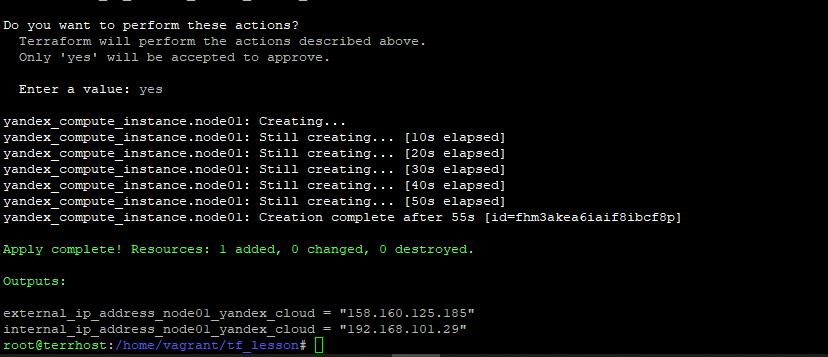 Do you want to perform these actions?
Terraform will perform the actions described above.
Only 'yes' will be accepted to approve.
Enter a value: yes
yandex_compute_instance.node01: Creating...
yandex_compute_instance.node01: Still creating... [10s elapsed]
yandex_compute_instance.node01: Still creating... [20s elapsed]
yandex_compute_instance.node01: Still creating... [30s elapsed]
yandex_compute_instance.node01: Still creating... [40s elapsed]
yandex_compute_instance.node01: Still creating... [50s elapsed]
yandex_compute_instance.node01: Creation complete after 55s [id=fhm3akea6iaif8ibcf8p]
Apply complete! Resources: 1 added, 0 changed, 0 destroyed.
Outputs:
external_ip_address_node01_yandex_cloud = "158.160.125.185"
internal_ip_address_node01_yandex_cloud = "192.168.101.29"
root@terrhost:/home/vagrant/tf_lesson#